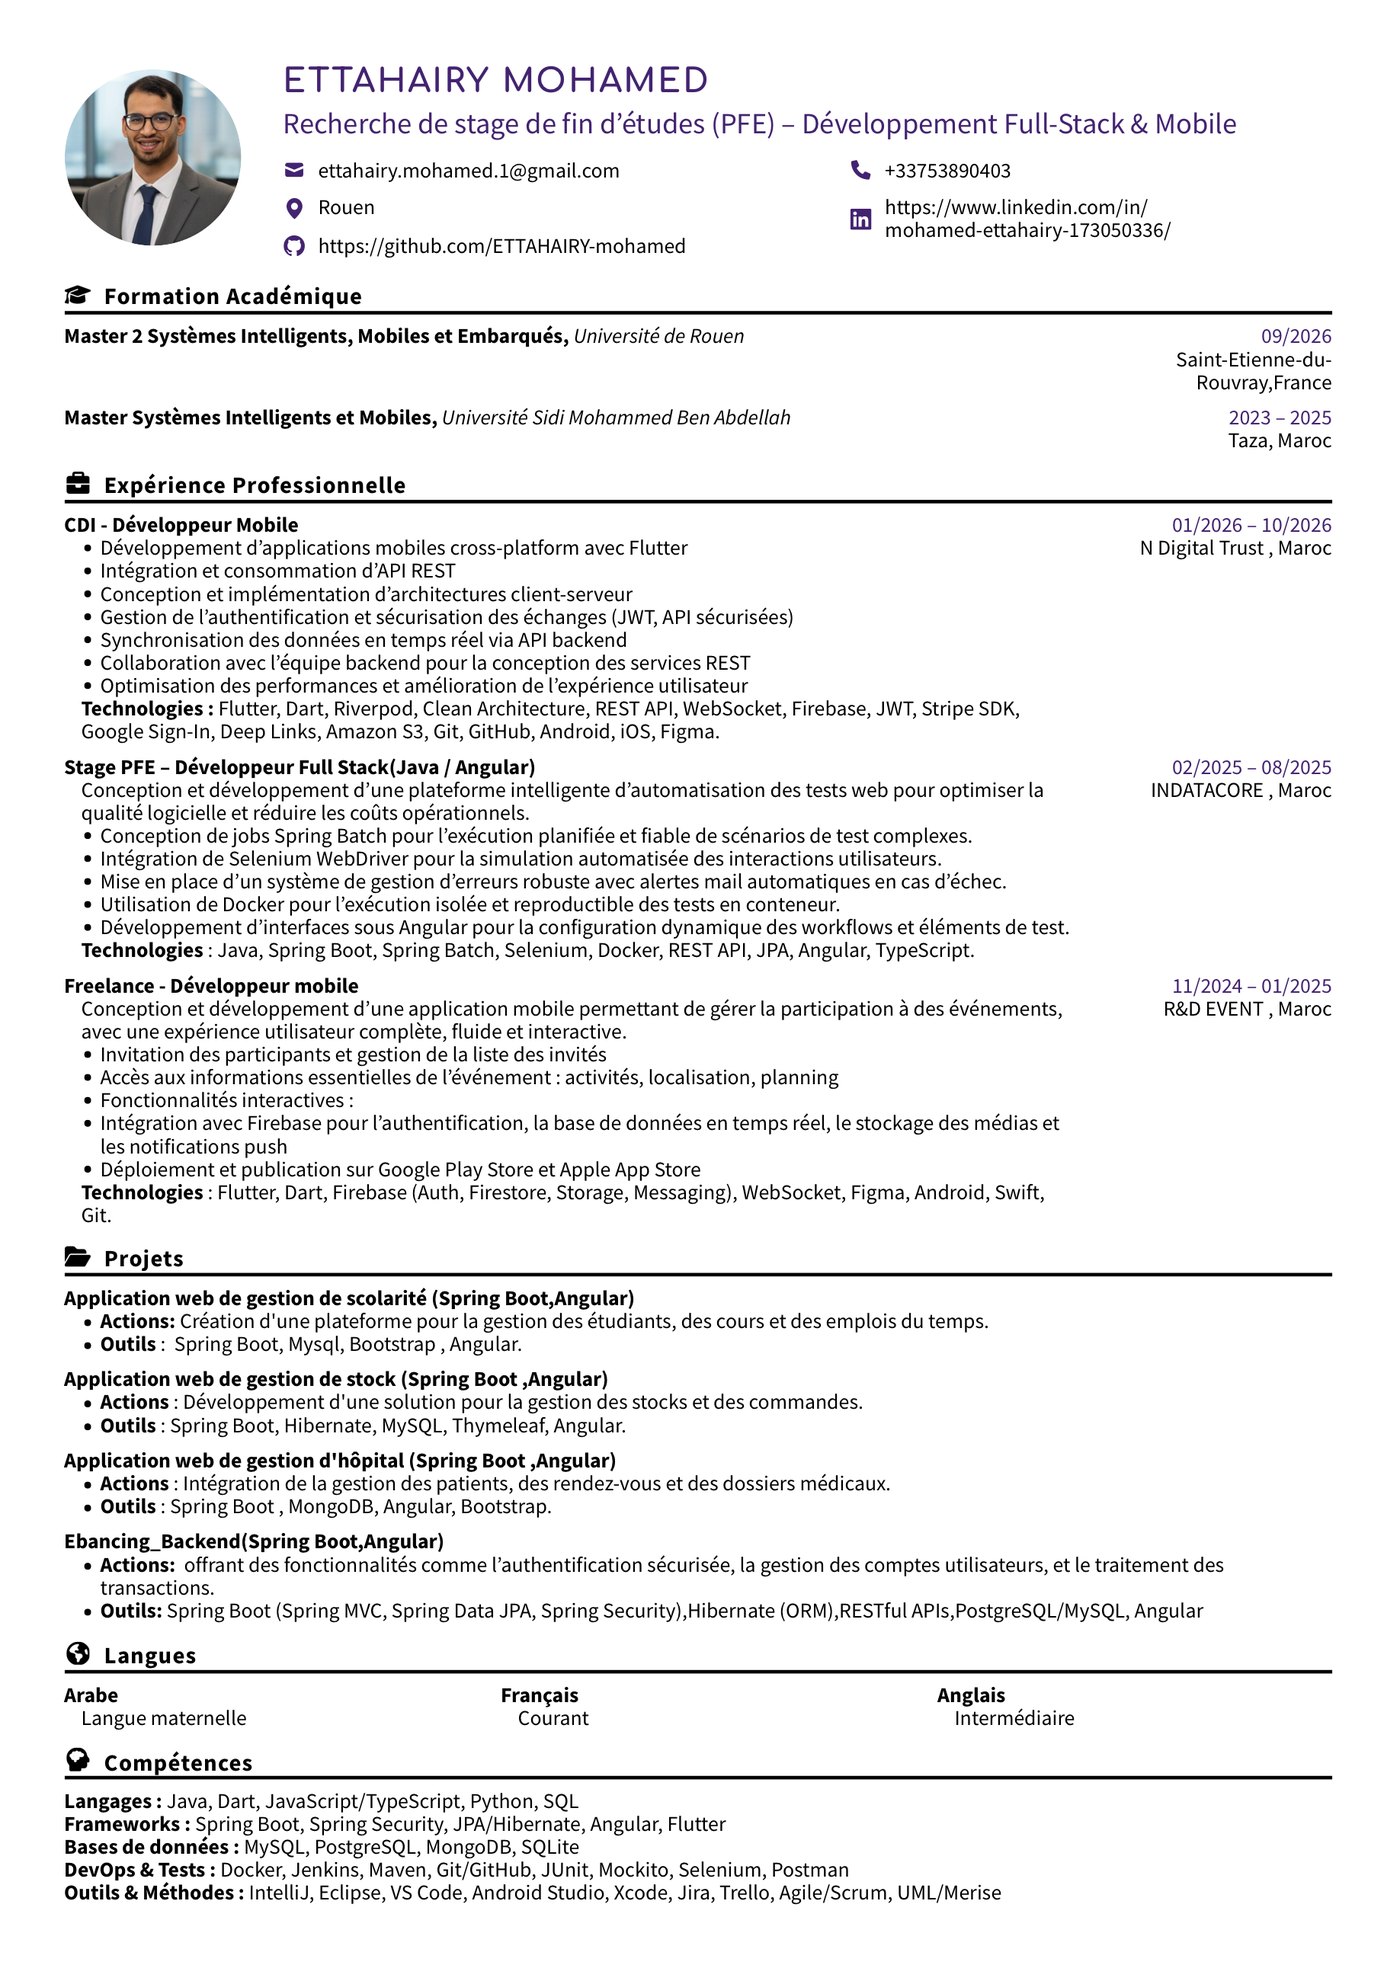 ETTAHAIRY MOHAMED
Recherche de stage de fin d’études (PFE) – Développement Full-Stack & Mobile
ettahairy.mohamed.1@gmail.com
+33753890403
Rouen
https://www.linkedin.com/in/
mohamed-ettahairy-173050336/
https://github.com/ETTAHAIRY-mohamed
Formation Académique
Master 2 Systèmes Intelligents, Mobiles et Embarqués, Université de Rouen
09/2026
Saint-Etienne-du-
Rouvray,France
Master Systèmes Intelligents et Mobiles, Université Sidi Mohammed Ben Abdellah
2023 – 2025
Taza, Maroc
Expérience Professionnelle
CDI - Développeur Mobile
01/2026 – 10/2026
N Digital Trust , Maroc
• Développement d’applications mobiles cross-platform avec Flutter
• Intégration et consommation d’API REST
• Conception et implémentation d’architectures client-serveur
• Gestion de l’authentification et sécurisation des échanges (JWT, API sécurisées)
• Synchronisation des données en temps réel via API backend
• Collaboration avec l’équipe backend pour la conception des services REST
• Optimisation des performances et amélioration de l’expérience utilisateur
Technologies : Flutter, Dart, Riverpod, Clean Architecture, REST API, WebSocket, Firebase, JWT, Stripe SDK,
Google Sign-In, Deep Links, Amazon S3, Git, GitHub, Android, iOS, Figma.
Stage PFE – Développeur Full Stack(Java / Angular)
02/2025 – 08/2025
INDATACORE , Maroc
Conception et développement d’une plateforme intelligente d’automatisation des tests web pour optimiser la
qualité logicielle et réduire les coûts opérationnels.
• Conception de jobs Spring Batch pour l’exécution planifiée et fiable de scénarios de test complexes.
• Intégration de Selenium WebDriver pour la simulation automatisée des interactions utilisateurs.
• Mise en place d’un système de gestion d’erreurs robuste avec alertes mail automatiques en cas d’échec.
• Utilisation de Docker pour l’exécution isolée et reproductible des tests en conteneur.
• Développement d’interfaces sous Angular pour la configuration dynamique des workflows et éléments de test.
Technologies : Java, Spring Boot, Spring Batch, Selenium, Docker, REST API, JPA, Angular, TypeScript.
Freelance - Développeur mobile
11/2024 – 01/2025
R&D EVENT , Maroc
Conception et développement d’une application mobile permettant de gérer la participation à des événements,
avec une expérience utilisateur complète, fluide et interactive.
• Invitation des participants et gestion de la liste des invités
• Accès aux informations essentielles de l’événement : activités, localisation, planning
• Fonctionnalités interactives :
• Intégration avec Firebase pour l’authentification, la base de données en temps réel, le stockage des médias et
les notifications push
• Déploiement et publication sur Google Play Store et Apple App Store
Technologies : Flutter, Dart, Firebase (Auth, Firestore, Storage, Messaging), WebSocket, Figma, Android, Swift,
Git.
Projets
Application web de gestion de scolarité (Spring Boot,Angular)
• Actions: Création d'une plateforme pour la gestion des étudiants, des cours et des emplois du temps.
• Outils : Spring Boot, Mysql, Bootstrap , Angular.
Application web de gestion de stock (Spring Boot ,Angular)
• Actions : Développement d'une solution pour la gestion des stocks et des commandes.
• Outils : Spring Boot, Hibernate, MySQL, Thymeleaf, Angular.
Application web de gestion d'hôpital (Spring Boot ,Angular)
• Actions : Intégration de la gestion des patients, des rendez-vous et des dossiers médicaux.
• Outils : Spring Boot , MongoDB, Angular, Bootstrap.
Ebancing_Backend(Spring Boot,Angular)
• Actions: offrant des fonctionnalités comme l’authentification sécurisée, la gestion des comptes utilisateurs, et le traitement des
transactions.
• Outils: Spring Boot (Spring MVC, Spring Data JPA, Spring Security),Hibernate (ORM),RESTful APIs,PostgreSQL/MySQL, Angular
Langues
Arabe
Langue maternelle
Français
Courant
Anglais
Intermédiaire
Compétences
Langages : Java, Dart, JavaScript/TypeScript, Python, SQL
Frameworks : Spring Boot, Spring Security, JPA/Hibernate, Angular, Flutter
Bases de données : MySQL, PostgreSQL, MongoDB, SQLite
DevOps & Tests : Docker, Jenkins, Maven, Git/GitHub, JUnit, Mockito, Selenium, Postman
Outils & Méthodes : IntelliJ, Eclipse, VS Code, Android Studio, Xcode, Jira, Trello, Agile/Scrum, UML/Merise